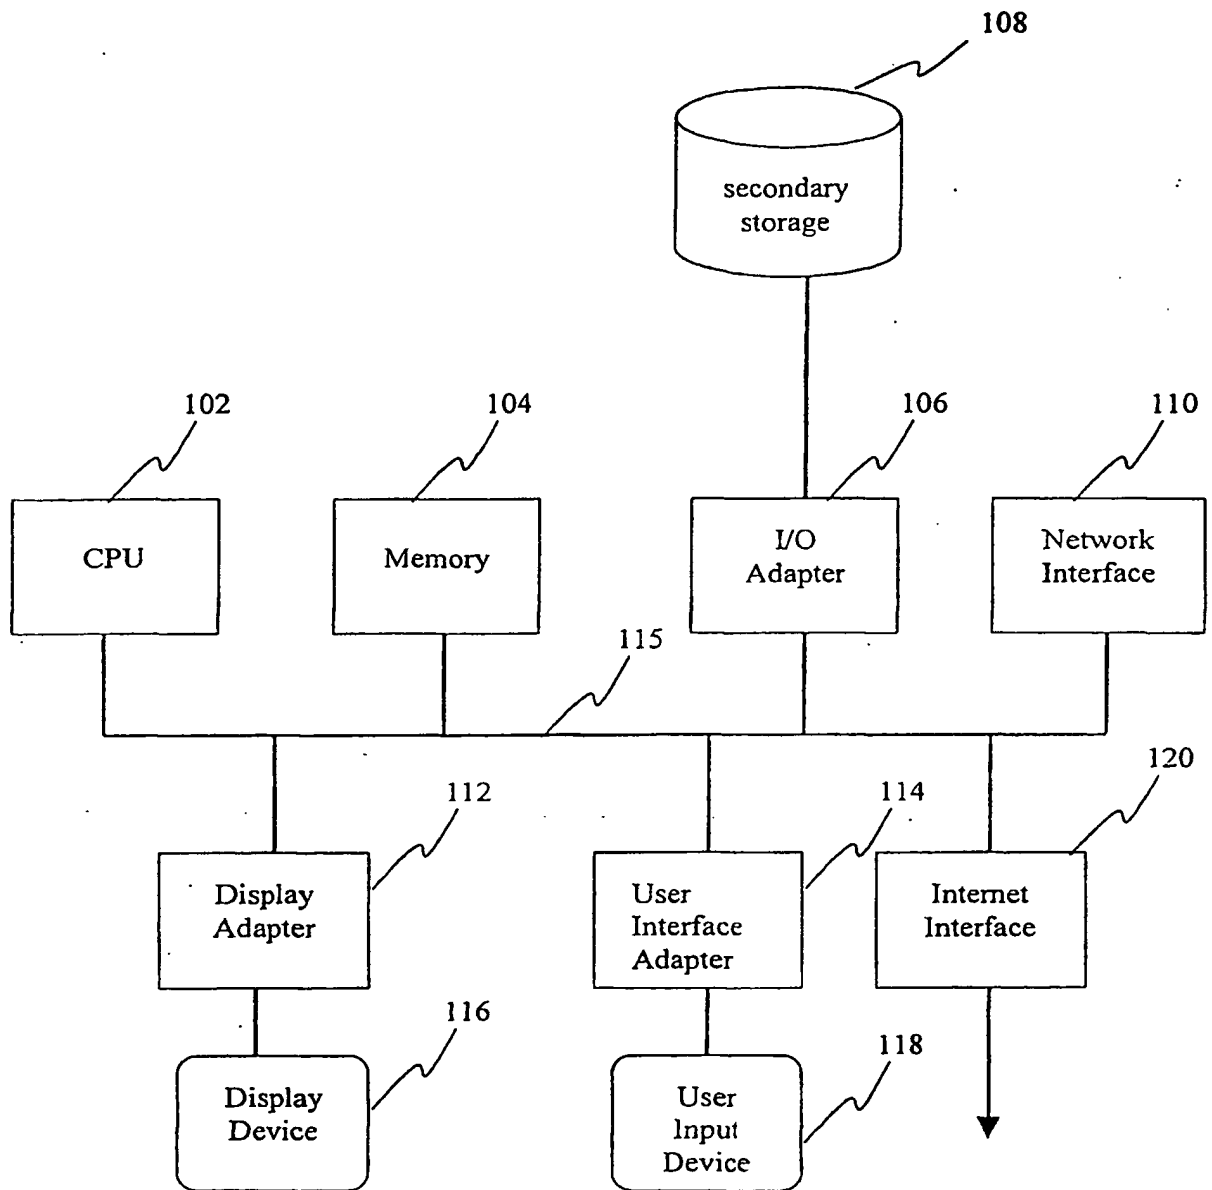 108
secondary
storage
102
104
106
110
CPU
Memory
I/O
Adapter
Network
Interface
115
112
114
120
Display
Adapter
User
Interface
Adapter
Internet
Interface
116
118
Display
Device
User
Input
Device